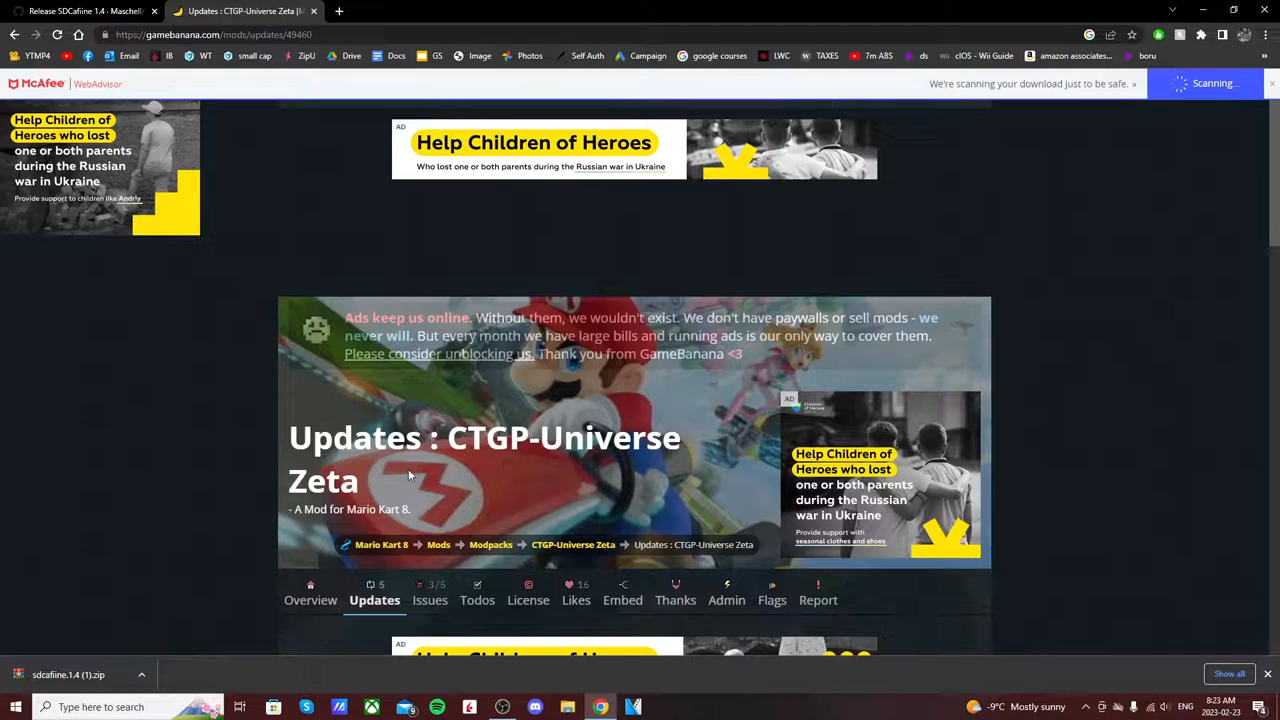 Release SDCafiine 1.4 · Maschell/
Updates : CTGP-Universe Zeta [M
https://gamebanana.com/mods/updates/49460
YTMP4
Email
IB
WT
small cap
ZipU
Drive
Docs
GS
Image
Photos
Self Auth
Campaign
google courses
LWC
TAXES
7m ABS
ds
cIOS - Wii Guide
amazon associates...
boru
McAfee | WebAdvisor
We're scanning your download just to be safe. »
Scanning...
Help Children of
Heroes who lost
one or both parents
during the Russian
war in Ukraine
Provide support to children like Andriy
AD
Help Children of Heroes
Who lost one or both parents during the Russian war in Ukraine
Ads keep us online. Without them, we wouldn't exist. We don't have paywalls or sell mods - we
never will. But every month we have large bills and running ads is our only way to cover them.
Please consider unblocking us. Thank you from GameBanana <3
Updates : CTGP-Universe
Zeta
- A Mod for Mario Kart 8.
AD
Children
of Heroes
Help Children of
Heroes who lost
one or both parents
during the Russian
war in Ukraine
Provide support with
seasonal clothes and shoes
Mario Kart 8
Mods
Modpacks
CTGP-Universe Zeta
Updates : CTGP-Universe Zeta
5
3/5
16
Overview
Updates
Issues
Todos
License
Likes
Embed
Thanks
Admin
Flags
Report
AD
sdcafiine.1.4 (1).zip
Show all
Type here to search
9
-9°C Mostly sunny
ENG
8:23 AM
2023-02-23